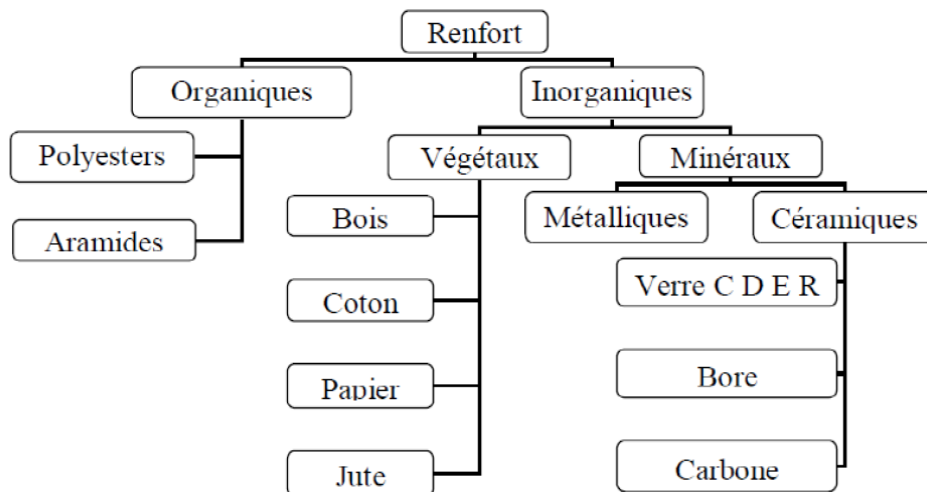 Renfort
Organiques
Inorganiques
Polyesters
Aramides
Végétaux
Minéraux
Bois
Coton
Papier
Jute
Métalliques
Céramiques
Verre C D E R
Bore
Carbone